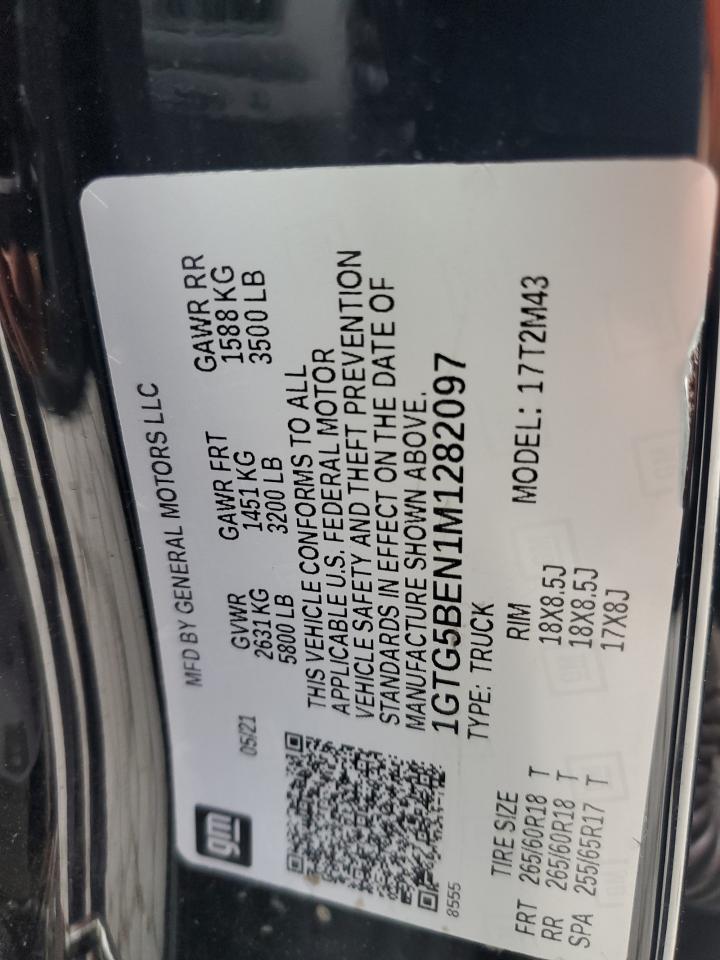 gm
MFD BY GENERAL MOTORS LLC
05/21
GVWR GAWR FRT GAWR RR
2631 KG 1451 KG 1588 KG
5800 LB 3200 LB 3500 LB
THIS VEHICLE CONFORMS TO ALL
APPLICABLE U.S. FEDERAL MOTOR
VEHICLE SAFETY AND THEFT PREVENTION
STANDARDS IN EFFECT ON THE DATE OF
MANUFACTURE SHOWN ABOVE.
1GTG5BEN1M1282097
8555
TYPE: TRUCK
MODEL: 17T2M43
TIRE SIZE RIM
FRT 265/60R18 T 18X8.5J
RR 265/60R18 T 18X8.5J
SPA 255/65R17 T 17X8J